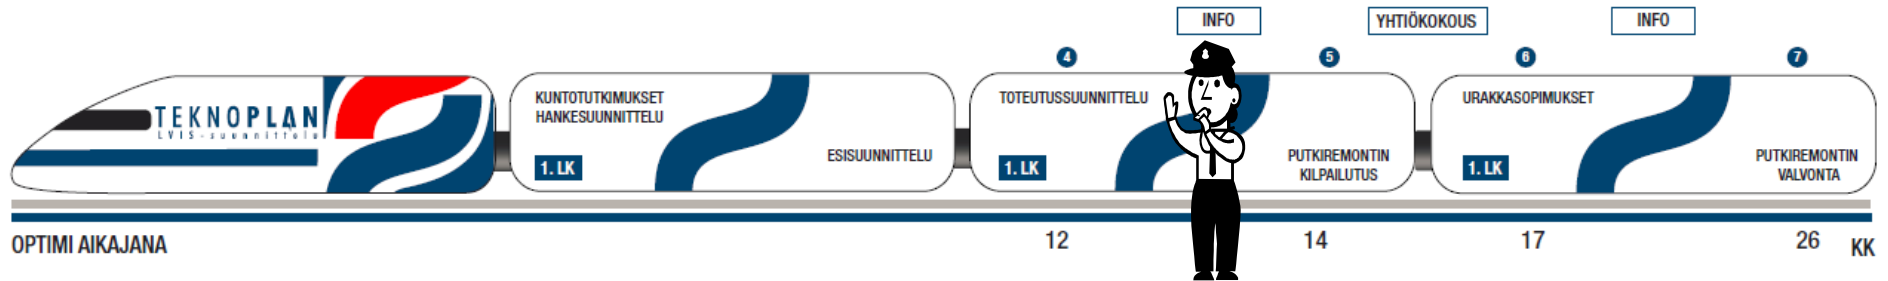 INFO
YHTIÖKOKOUS
INFO
4
5
6
7
TEKNOPLAN
LVIS-suunnittelu
KUNTOTUTKIMUKSET
HANKESUUNNITTELU
1. LK
ESISUUNNITTELU
TOTEUTUSSUUNNITTELU
1. LK
PUTKIREMONTIN
KILPAILUTUS
URAKKASOPIMUKSET
1. LK
PUTKIREMONTIN
VALVONTA
OPTIMI AIKAJANA
12
14
17
26
KK